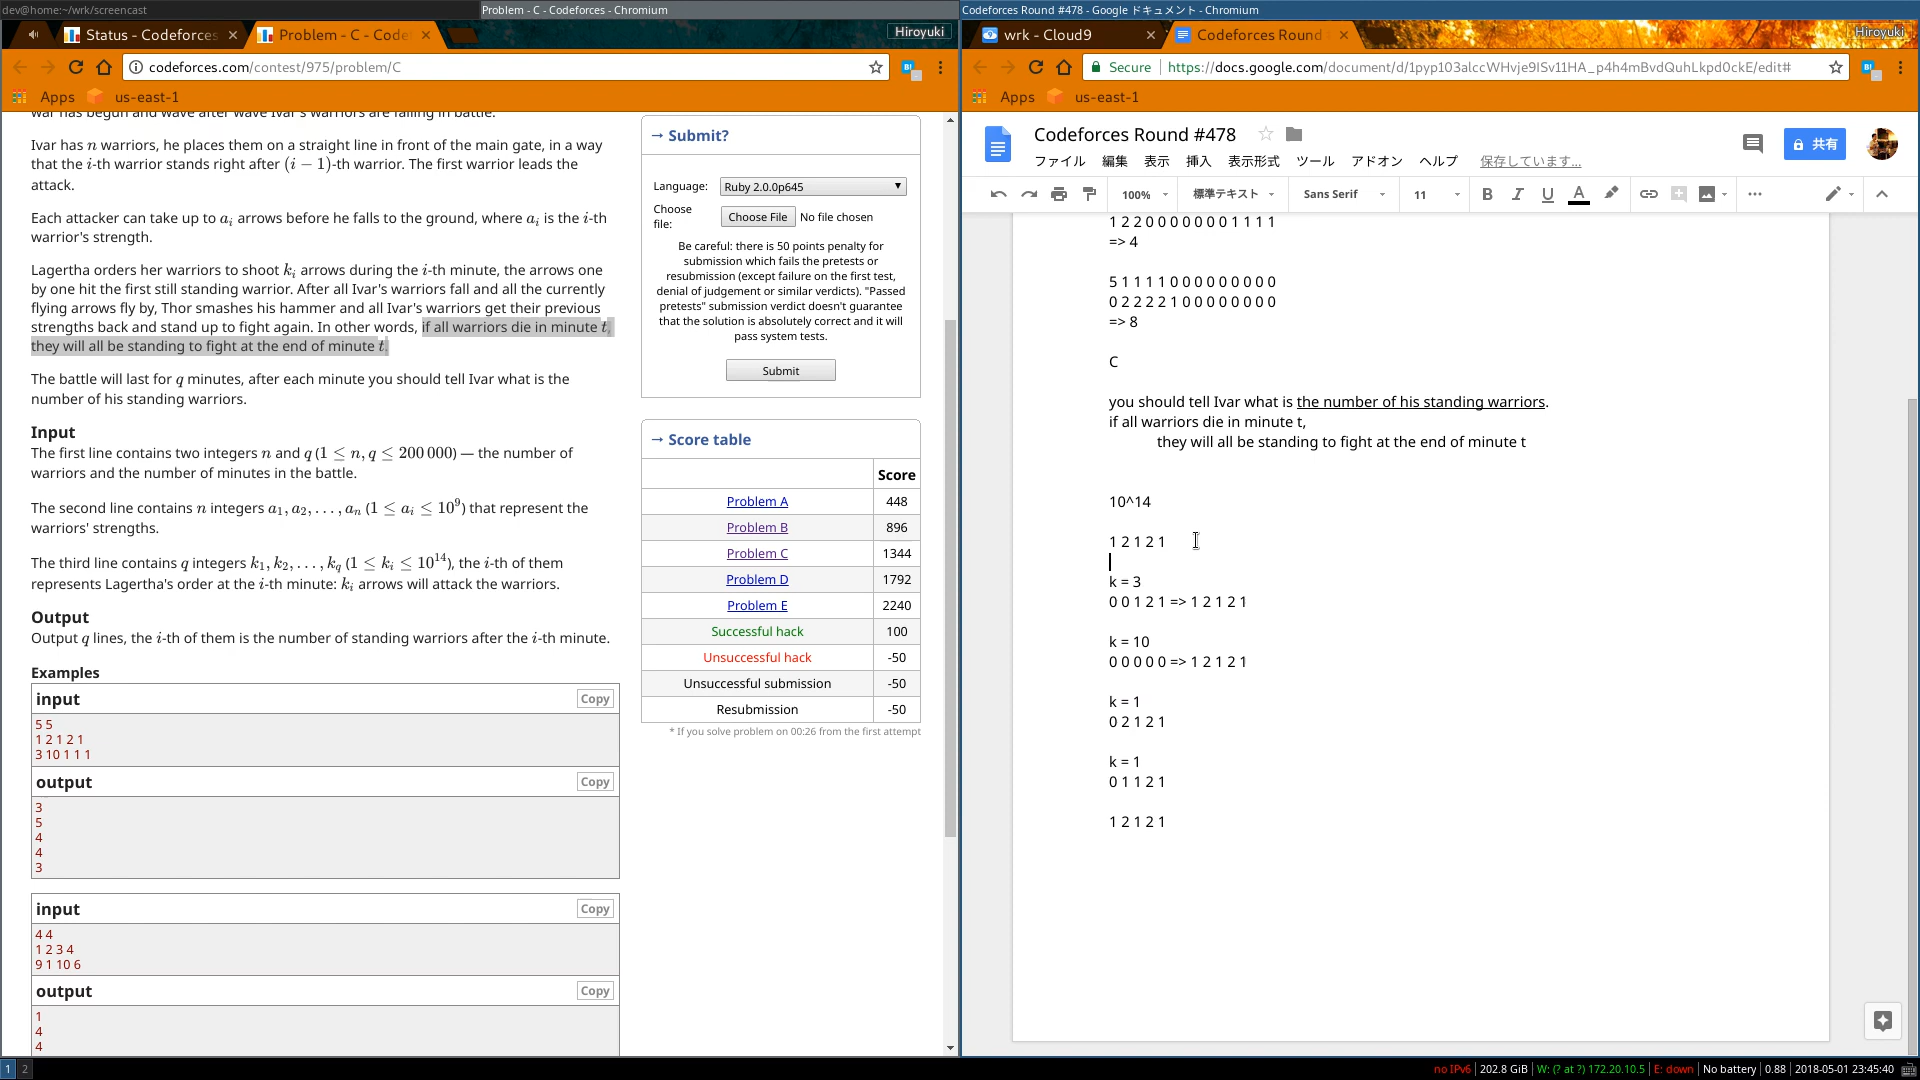 dev@home:~/wrk/screencast
Problem - C - Codeforces - Chromium
Status - Codeforces
Problem - C - Code
Hiroyuki
codeforces.com/contest/975/problem/C
Apps
us-east-1
war has begun and wave after wave Ivar's warriors are falling in battle.
Ivar has n warriors, he places them on a straight line in front of the main gate, in a way
that the i-th warrior stands right after (i − 1)-th warrior. The first warrior leads the
attack.
Each attacker can take up to a_i arrows before he falls to the ground, where a_i is the i-th
warrior's strength.
Lagertha orders her warriors to shoot k_i arrows during the i-th minute, the arrows one
by one hit the first still standing warrior. After all Ivar's warriors fall and all the currently
flying arrows fly by, Thor smashes his hammer and all Ivar's warriors get their previous
strengths back and stand up to fight again. In other words, if all warriors die in minute t,
they will all be standing to fight at the end of minute t.
The battle will last for q minutes, after each minute you should tell Ivar what is the
number of his standing warriors.
Input
The first line contains two integers n and q (1 ≤ n, q ≤ 200 000) — the number of
warriors and the number of minutes in the battle.
The second line contains n integers a_1, a_2, . . . , a_n (1 ≤ a_i ≤ 10^9) that represent the
warriors' strengths.
The third line contains q integers k_1, k_2, . . . , k_q (1 ≤ k_i ≤ 10^14), the i-th of them
represents Lagertha's order at the i-th minute: k_i arrows will attack the warriors.
Output
Output q lines, the i-th of them is the number of standing warriors after the i-th minute.
Examples
input
Copy
5 5
1 2 1 2 1
3 10 1 1 1
output
Copy
3
5
4
4
3
input
Copy
4 4
1 2 3 4
9 1 10 6
output
Copy
1
4
4
→ Submit?
Language:
Ruby 2.0.0p645
Choose
file:
Choose File
No file chosen
Be careful: there is 50 points penalty for
submission which fails the pretests or
resubmission (except failure on the first test,
denial of judgement or similar verdicts). "Passed
pretests" submission verdict doesn't guarantee
that the solution is absolutely correct and it will
pass system tests.
Submit
→ Score table
Score
Problem A 448
Problem B 896
Problem C 1344
Problem D 1792
Problem E 2240
Successful hack 100
Unsuccessful hack -50
Unsuccessful submission -50
Resubmission -50
* If you solve problem on 00:26 from the first attempt
Codeforces Round #478 - Google ドキュメント - Chromium
wrk - Cloud9
Codeforces Round
Hiroyuki
Secure
https://docs.google.com/document/d/1pyp103alccWHvje9ISv11HA_p4h4mBvdQuhLkpd0ckE/edit#
Apps
us-east-1
Codeforces Round #478
ファイル 編集 表示 挿入 表示形式 ツール アドオン ヘルプ 保存しています...
共有
100% 標準テキスト Sans Serif 11 B I U A
1 2 2 0 0 0 0 0 0 0 1 1 1 1
=> 4
5 1 1 1 1 0 0 0 0 0 0 0 0 0
0 2 2 2 2 1 0 0 0 0 0 0 0 0
=> 8
C
you should tell Ivar what is the number of his standing warriors.
if all warriors die in minute t,
they will all be standing to fight at the end of minute t
10^14
1 2 1 2 1
k = 3
0 0 1 2 1 => 1 2 1 2 1
k = 10
0 0 0 0 0 => 1 2 1 2 1
k = 1
0 2 1 2 1
k = 1
0 1 1 2 1
1 2 1 2 1
1 2
no IPv6 | 202.8 GiB | W: (? at ?) 172.20.10.5 | E: down | No battery | 0.88 | 2018-05-01 23:45:40